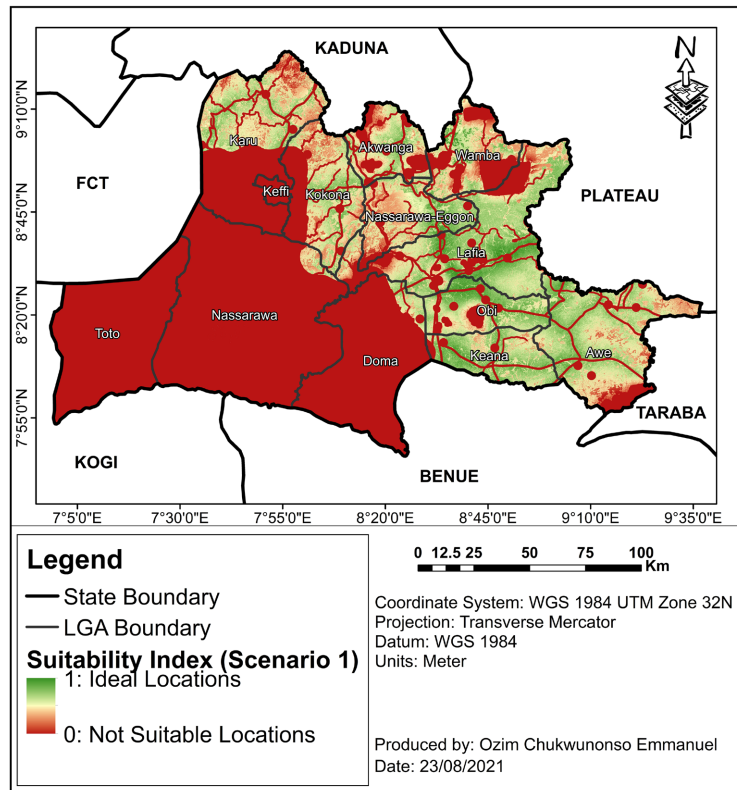 KADUNA
N
9°10'0"N
Karu
Akwanga
Wamba
FCT
Keffi
Kokona
PLATEAU
8°45'0"N
Nassarawa-Eggon
Lafia
8°20'0"N
Toto
Nassarawa
Obi
Doma
Keana
Awe
7°55'0"N
TARABA
KOGI
BENUE
7°5'0"E 7°30'0"E 7°55'0"E 8°20'0"E 8°45'0"E 9°10'0"E 9°35'0"E
Legend
State Boundary
LGA Boundary
Suitability Index (Scenario 1)
1: Ideal Locations
0: Not Suitable Locations
0 12.5 25 50 75 100
Km
Coordinate System: WGS 1984 UTM Zone 32N
Projection: Transverse Mercator
Datum: WGS 1984
Units: Meter
Produced by: Ozim Chukwunonso Emmanuel
Date: 23/08/2021